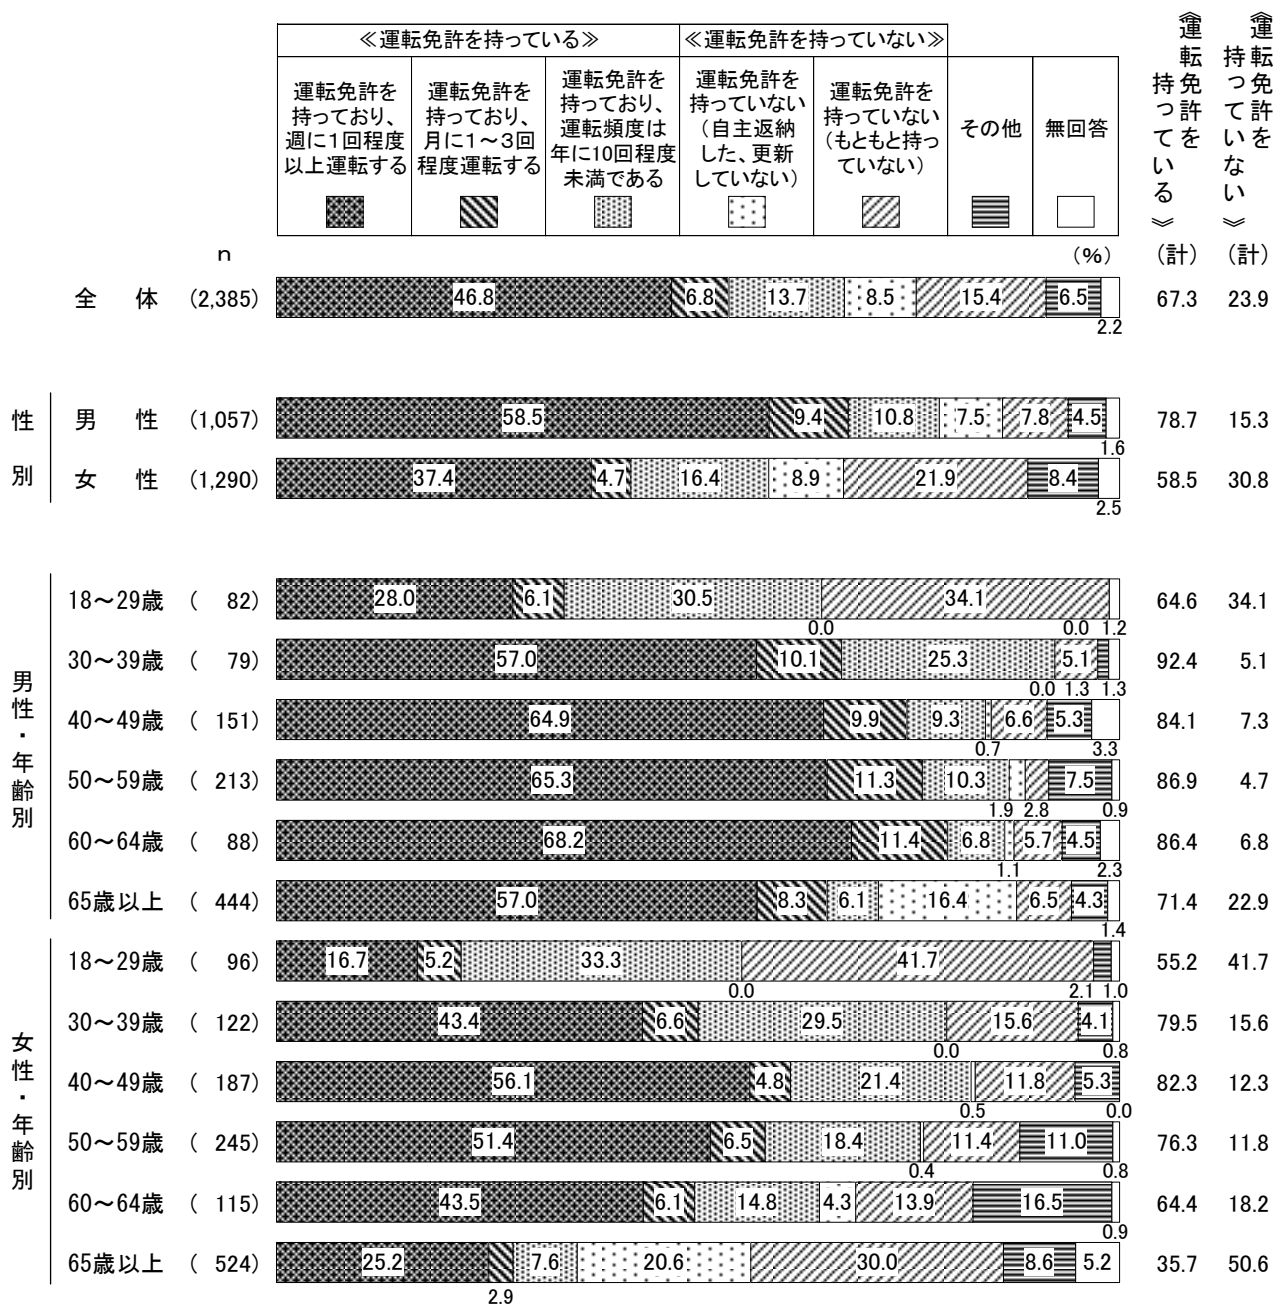 ≪運転免許を持っている≫ ≪運転免許を持っていない≫
運転免許を
持っており、
週に1回程度
以上運転する
運転免許を
持っており、
月に1～3回
程度運転する
運転免許を
持っており、
運転頻度は
年に10回程度
未満である
運転免許を
持っていない
(自主返納
した、更新
していない)
運転免許を
持っていない
(もともと持っ
ていない)
その他
無回答
≪運転免許を
持っている≫
(計)
≪運転免許を
持っていない≫
(計)
n (%)
全 体 (2,385) 46.8 6.8 13.7 8.5 15.4 6.5 2.2 67.3 23.9
性別
男 性 (1,057) 58.5 9.4 10.8 7.5 7.8 4.5 1.6 78.7 15.3
女 性 (1,290) 37.4 4.7 16.4 8.9 21.9 8.4 2.5 58.5 30.8
男性・年齢別
18～29歳 ( 82) 28.0 6.1 30.5 0.0 34.1 0.0 1.2 64.6 34.1
30～39歳 ( 79) 57.0 10.1 25.3 0.0 5.1 1.3 1.3 92.4 5.1
40～49歳 ( 151) 64.9 9.9 9.3 0.7 6.6 5.3 3.3 84.1 7.3
50～59歳 ( 213) 65.3 11.3 10.3 1.9 2.8 7.5 0.9 86.9 4.7
60～64歳 ( 88) 68.2 11.4 6.8 1.1 5.7 4.5 2.3 86.4 6.8
65歳以上 ( 444) 57.0 8.3 6.1 16.4 6.5 4.3 1.4 71.4 22.9
女性・年齢別
18～29歳 ( 96) 16.7 5.2 33.3 0.0 41.7 2.1 1.0 55.2 41.7
30～39歳 ( 122) 43.4 6.6 29.5 0.0 15.6 4.1 0.8 79.5 15.6
40～49歳 ( 187) 56.1 4.8 21.4 0.5 11.8 5.3 0.0 82.3 12.3
50～59歳 ( 245) 51.4 6.5 18.4 0.4 11.4 11.0 0.8 76.3 11.8
60～64歳 ( 115) 43.5 6.1 14.8 4.3 13.9 16.5 0.9 64.4 18.2
65歳以上 ( 524) 25.2 2.9 7.6 20.6 30.0 8.6 5.2 35.7 50.6